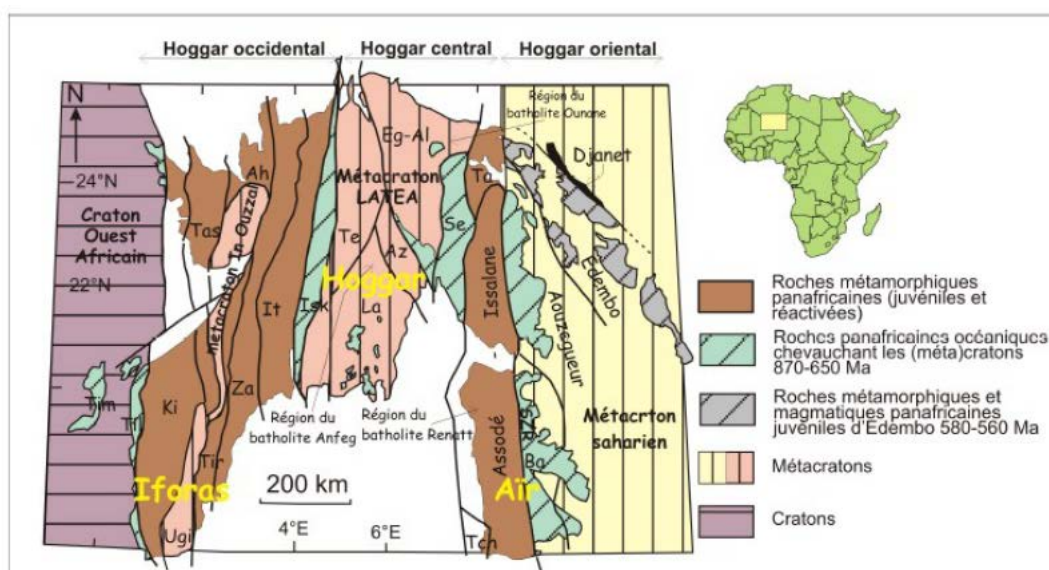 Hoggar occidental
Hoggar central
Hoggar oriental
N
Région du
batholite Ounane
Eg-Al
Djanet
24°N
Ah
Métacraton
LATEA
Ta
Craton
Ouest
Africain
Tas
métacraton In Ouzzal
Te
Se
Az
Edembo
22°N
Hoggar
Issalane
It
Isk
La
Aouzegueur
Tim
Ki
Za
Région du
batholite Anfeg
Région du
batholite Renatt
Métacrton
saharien
Tir
Assodé
SZR
Ba
Iforas
200 km
Aïr
Ugi
4°E
6°E
Tch
Roches métamorphiques
panafricaines (juvéniles et
réactivées)
Roches panafricaines océaniques
chevauchant les (méta)cratons
870-650 Ma
Roches métamorphiques et
magmatiques panafricaines
juvéniles d'Edembo 580-560 Ma
Métacratons
Cratons